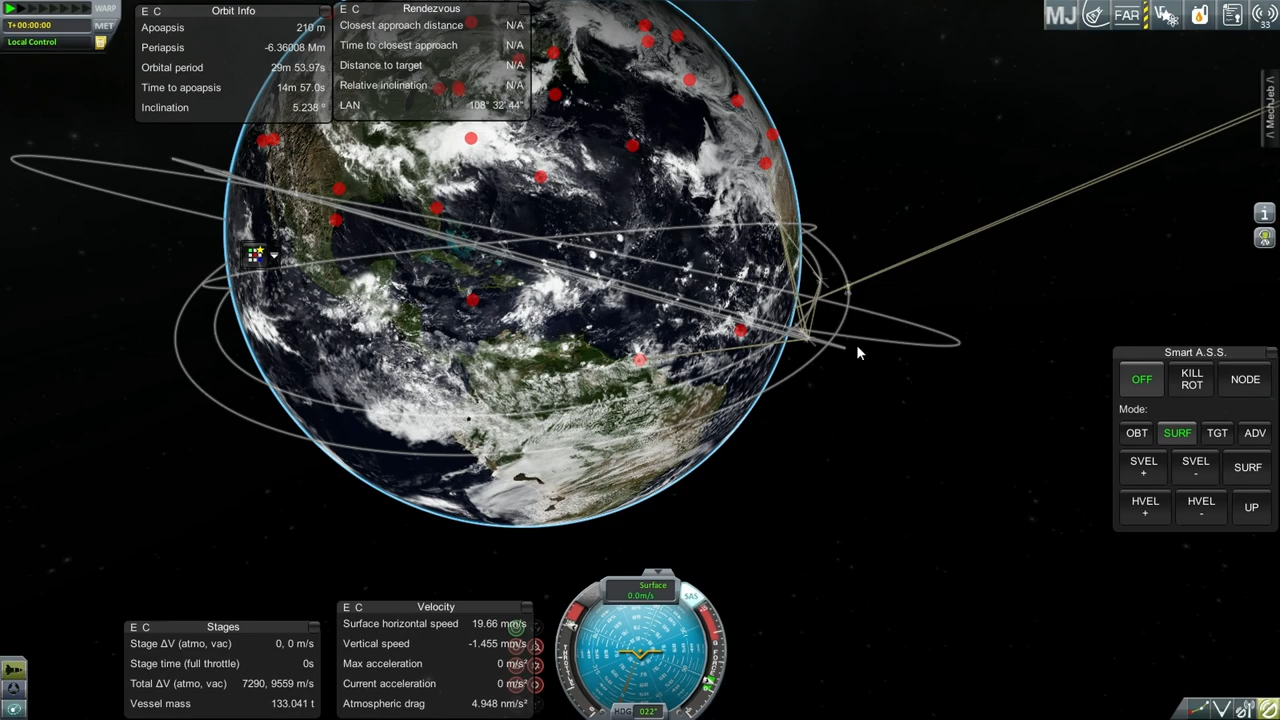 WARP
T+ 00:00:00
MET
Local Control
E C Orbit Info
Apoapsis 210 m
Periapsis -6.36008 Mm
Orbital period 29m 53.97s
Time to apoapsis 14m 57.0s
Inclination 5.238 º
E C Rendezvous
Closest approach distance N/A
Time to closest approach N/A
Distance to target N/A
Relative inclination N/A
LAN 108° 32' 44"
MJ
FAR
33
/\ MechJeb /\
Smart A.S.S.
OFF
KILL ROT
NODE
Mode:
OBT SURF TGT ADV
SVEL +
SVEL -
SURF
HVEL +
HVEL -
UP
E C Stages
Stage ΔV (atmo, vac) 0, 0 m/s
Stage time (full throttle) 0s
Total ΔV (atmo, vac) 7290, 9559 m/s
Vessel mass 133.041 t
E C Velocity
Surface horizontal speed 19.66 mm/s
Vertical speed -1.455 mm/s
Max acceleration 0 m/s²
Current acceleration 0 m/s²
Atmospheric drag 4.948 nm/s²
Surface
0.0m/s
SAS
HDG 022°